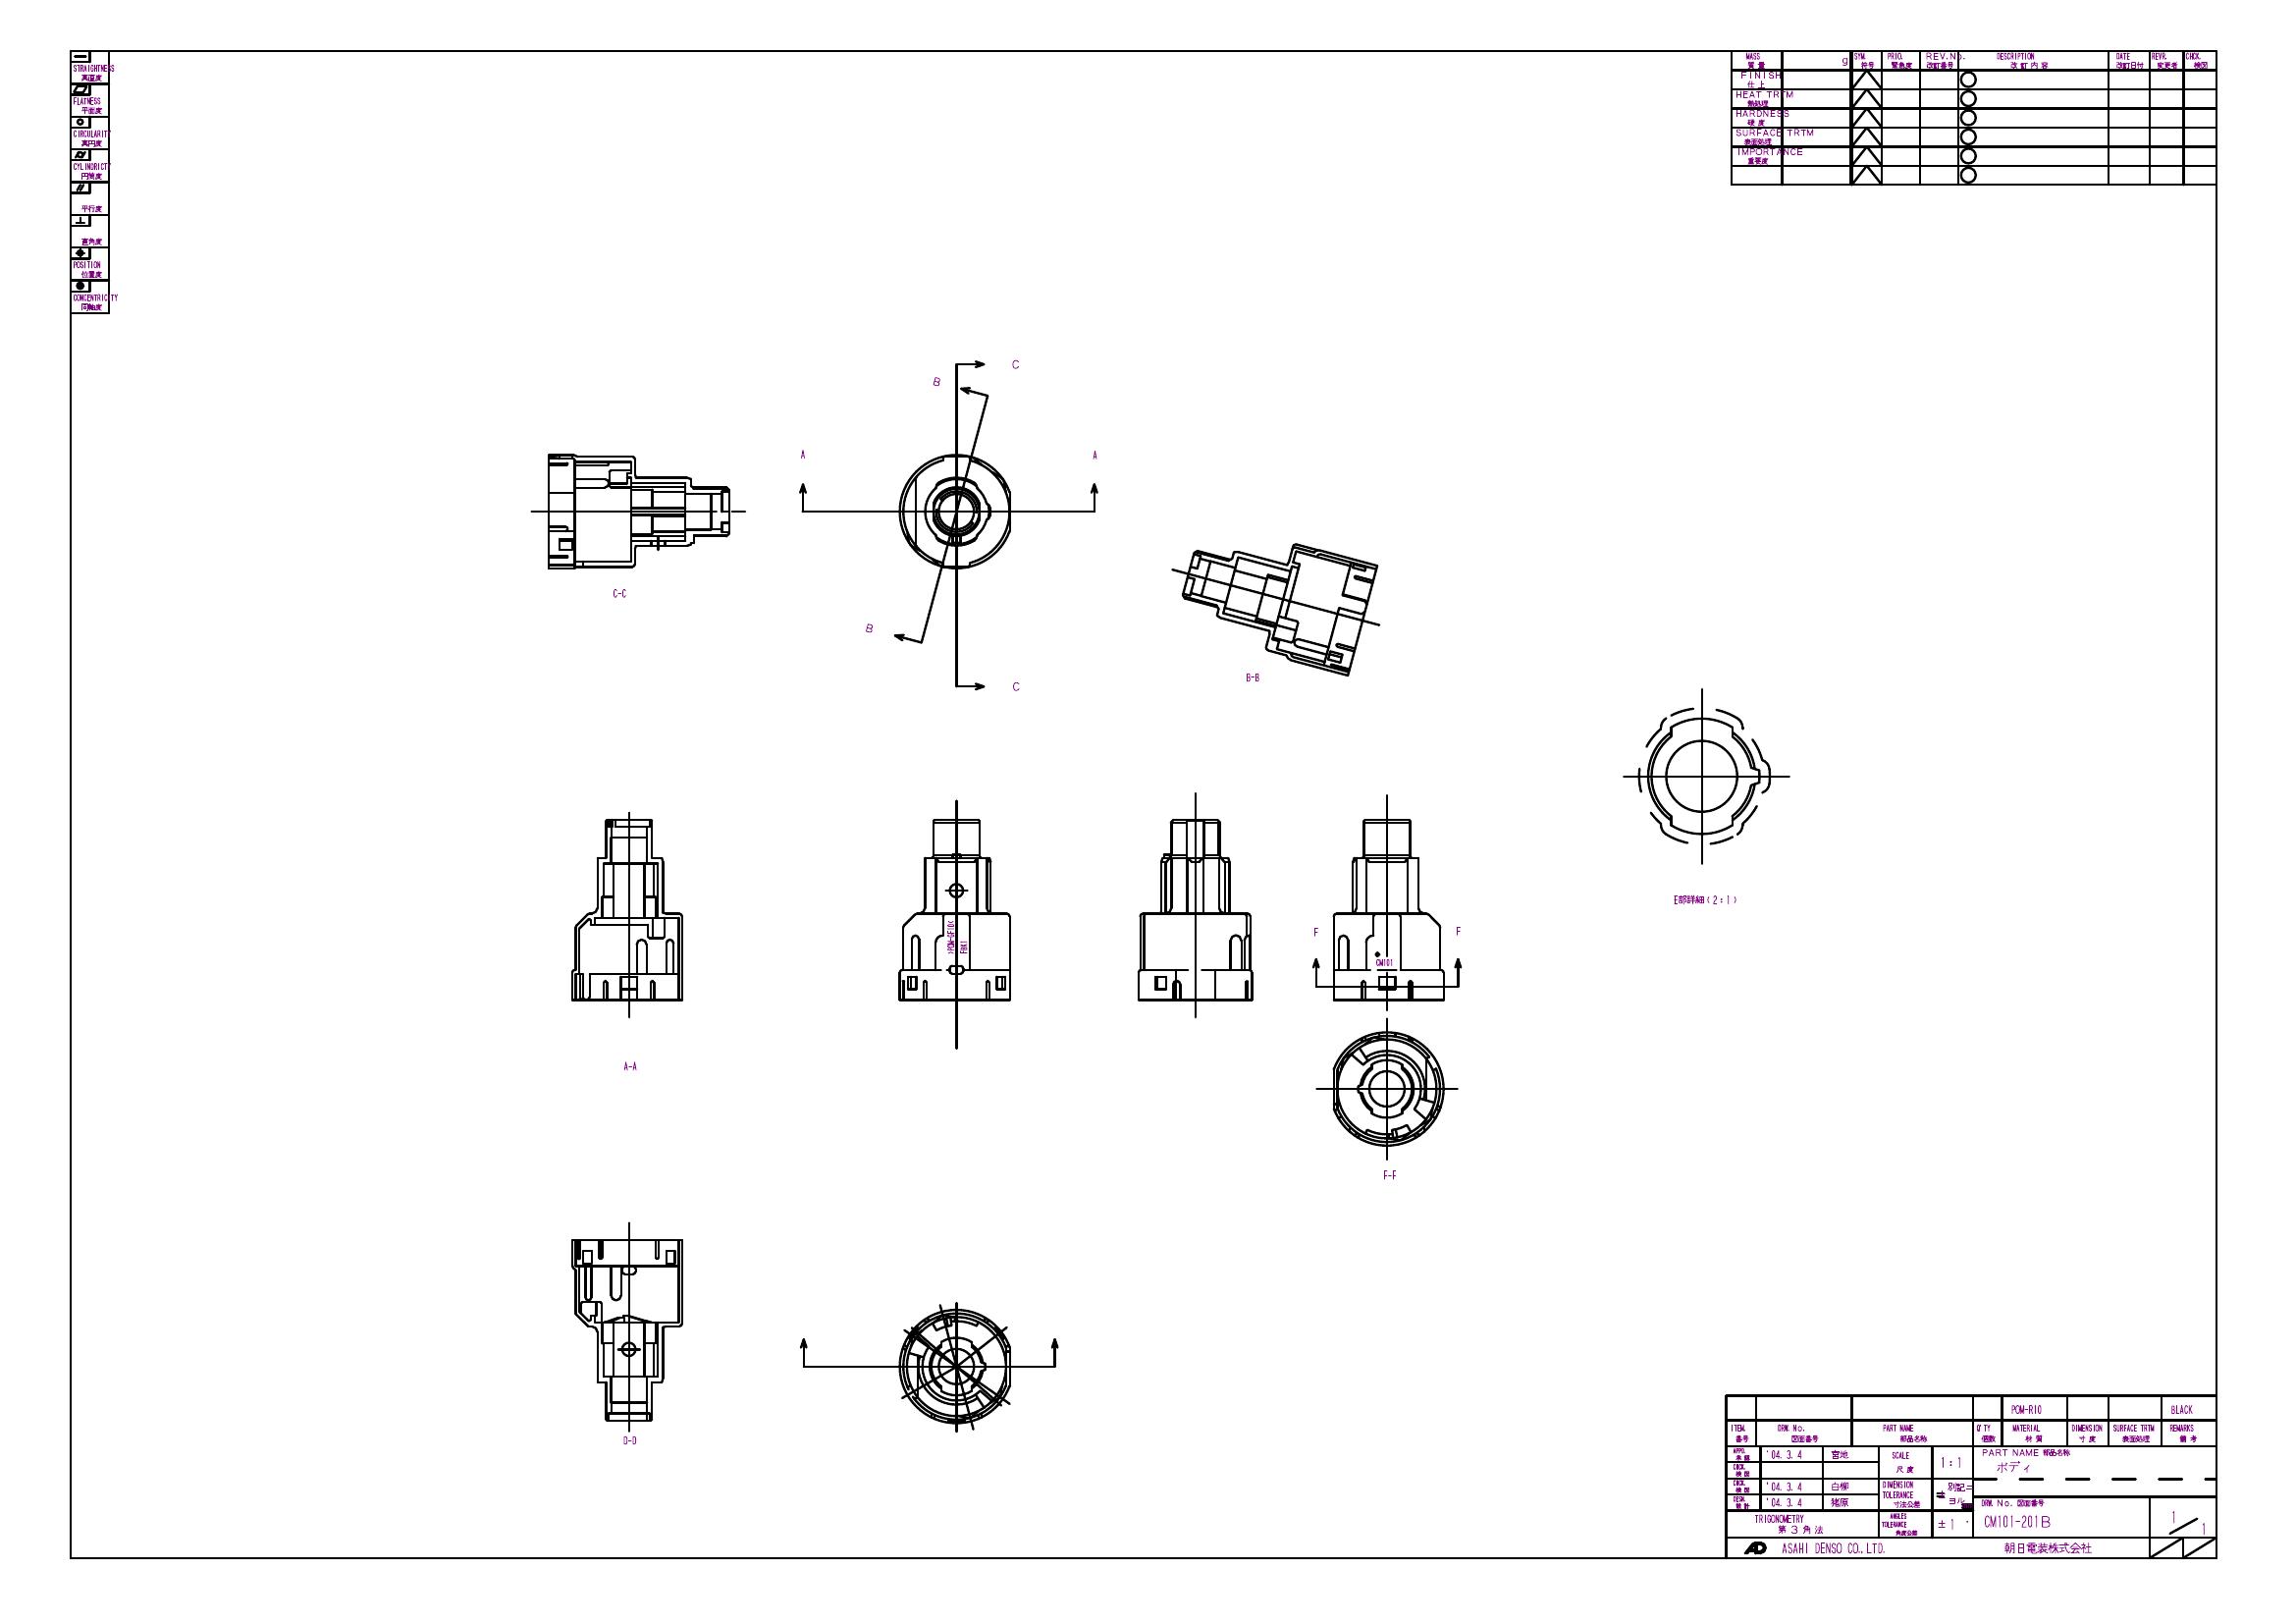 STRAIGHTNESS
真直度
FLATNESS
平面度
CIRCULARITY
真円度
CYLINDRICTY
円筒度
平行度
直角度
POSITION
位置度
CONCENTRICITY
同軸度
MASS g SYM. PRIO. REV.No. DESCRIPTION DATE REVR. CHCK.
質量 符号 緊急度 改訂番号 改訂内容 改訂日付 変更者 検図
FINISH
仕上
HEAT TRTM
熱処理
HARDNESS
硬度
SURFACE TRTM
表面処理
IMPORTANCE
重要度
C
B
A A
C-C
B
B-B
C
E部詳細(2:1)
>POM-GF10<
F F
CM101
A-A
F-F
D-D
POM-R10 BLACK
ITEM. DRW. No. PART NAME Q'TY MATERIAL DIMENSION SURFACE TRTM REMARKS
番号 図面番号 部品名称 個数 材質 寸度 表面処理 備考
APPD. '04. 3. 4 宮地 SCALE 1:1 PART NAME 部品名称
承認 尺度 ボディ
CHCK.
検図
CHCK. '04. 3. 4 白柳 DIMENSION 別記ニ
検図 TOLERANCE ± ヨル
'04. 3. 4 猪原 寸法公差 DRW. No. 図面番号
設計
TRIGONOMETRY ANGLES TOLERANCE ±1° CM101-201B 1/1
第3角法 角度公差
AD ASAHI DENSO CO.,LTD. 朝日電装株式会社